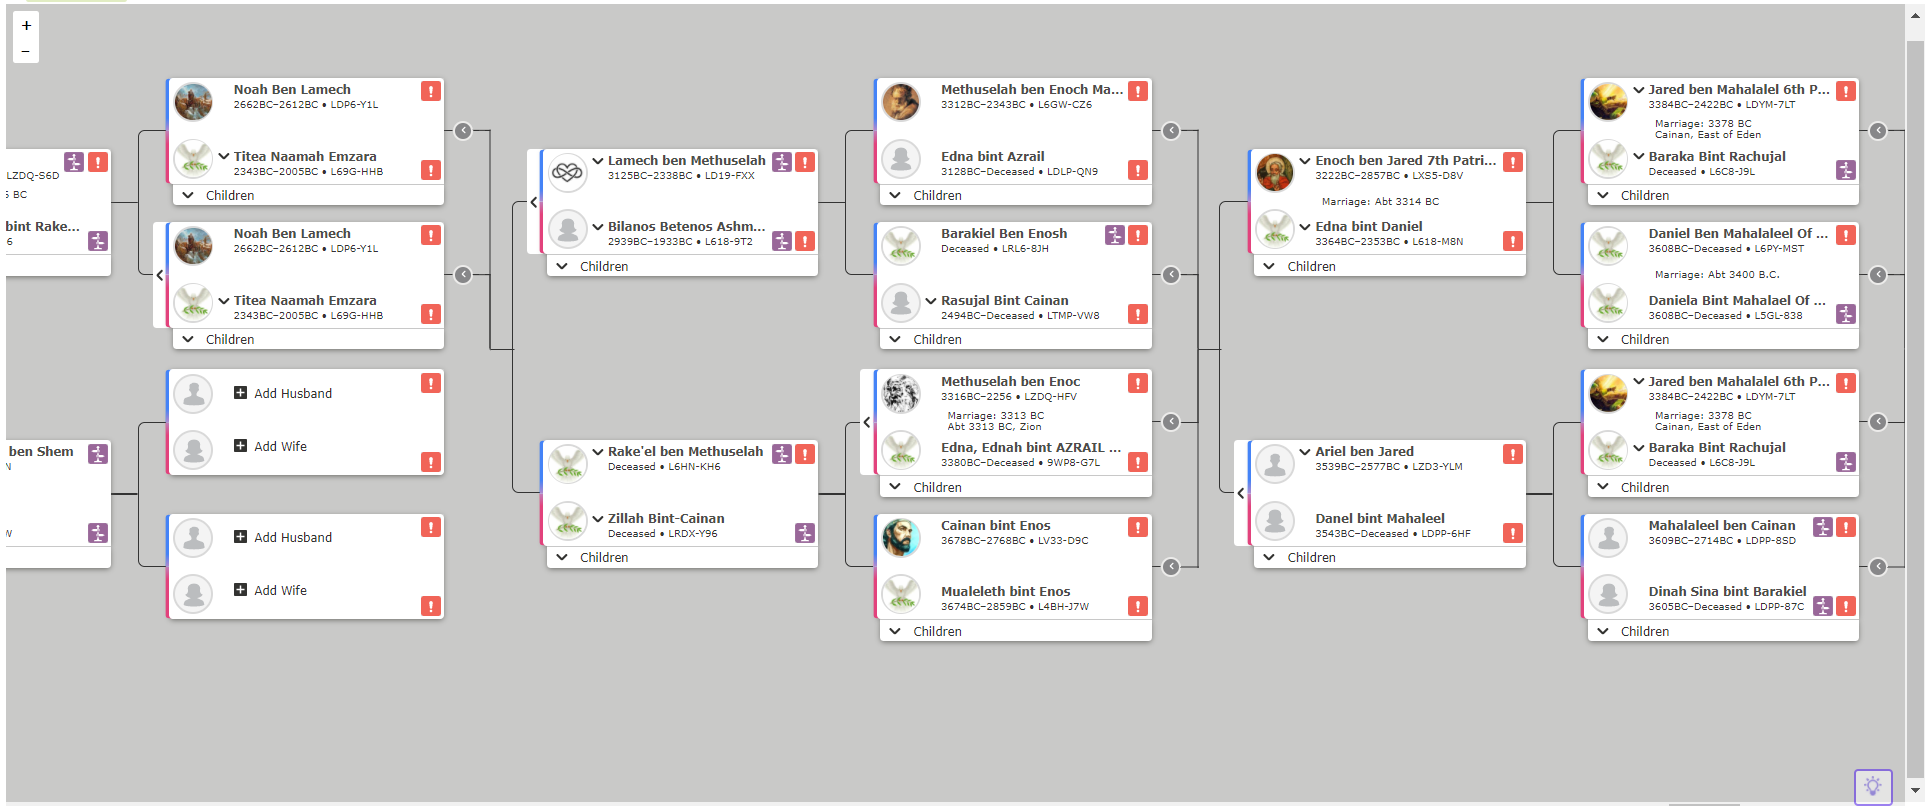 +
−
LZDQ-S6D
5 BC
bint Rake...
6
ben Shem
N
W
Noah Ben Lamech
2662BC–2612BC • LDP6-Y1L
Titea Naamah Emzara
2343BC–2005BC • L69G-HHB
Children
Noah Ben Lamech
2662BC–2612BC • LDP6-Y1L
Titea Naamah Emzara
2343BC–2005BC • L69G-HHB
Children
Add Husband
Add Wife
Add Husband
Add Wife
Lamech ben Methuselah
3125BC–2338BC • LD19-FXX
Bilanos Betenos Ashm...
2939BC–1933BC • L618-9T2
Children
Rake'el ben Methuselah
Deceased • L6HN-KH6
Zillah Bint-Cainan
Deceased • LRDX-Y96
Children
Methuselah ben Enoch Ma...
3312BC–2343BC • L6GW-CZ6
Edna bint Azrail
3128BC–Deceased • LDLP-QN9
Children
Barakiel Ben Enosh
Deceased • LRL6-8JH
Rasujal Bint Cainan
2494BC–Deceased • LTMP-VW8
Children
Methuselah ben Enoc
3316BC–2256 • LZDQ-HFV
Marriage: 3313 BC
Abt 3313 BC, Zion
Edna, Ednah bint AZRAIL ...
3380BC–Deceased • 9WP8-G7L
Children
Cainan bint Enos
3678BC–2768BC • LV33-D9C
Mualeleth bint Enos
3674BC–2859BC • L4BH-J7W
Children
Enoch ben Jared 7th Patri...
3222BC–2857BC • LXS5-D8V
Marriage: Abt 3314 BC
Edna bint Daniel
3364BC–2353BC • L618-M8N
Children
Ariel ben Jared
3539BC–2577BC • LZD3-YLM
Danel bint Mahaleel
3543BC–Deceased • LDPP-6HF
Children
Jared ben Mahalalel 6th P...
3384BC–2422BC • LDYM-7LT
Marriage: 3378 BC
Cainan, East of Eden
Baraka Bint Rachujal
Deceased • L6C8-J9L
Children
Daniel Ben Mahalaleel Of ...
3608BC–Deceased • L6PY-MST
Marriage: Abt 3400 B.C.
Daniela Bint Mahalael Of ...
3608BC–Deceased • L5GL-838
Children
Jared ben Mahalalel 6th P...
3384BC–2422BC • LDYM-7LT
Marriage: 3378 BC
Cainan, East of Eden
Baraka Bint Rachujal
Deceased • L6C8-J9L
Children
Mahalaleel ben Cainan
3609BC–2714BC • LDPP-8SD
Dinah Sina bint Barakiel
3605BC–Deceased • LDPP-87C
Children